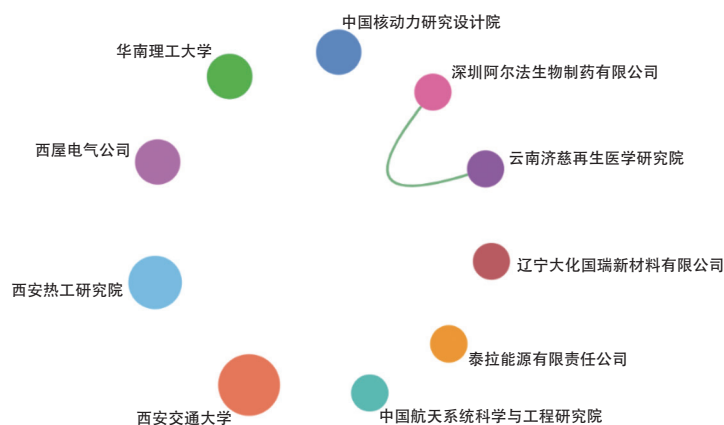 中国核动力研究设计院
华南理工大学
深圳阿尔法生物制药有限公司
西屋电气公司
云南济慈再生医学研究院
辽宁大化国瑞新材料有限公司
西安热工研究院
泰拉能源有限责任公司
西安交通大学
中国航天系统科学与工程研究院